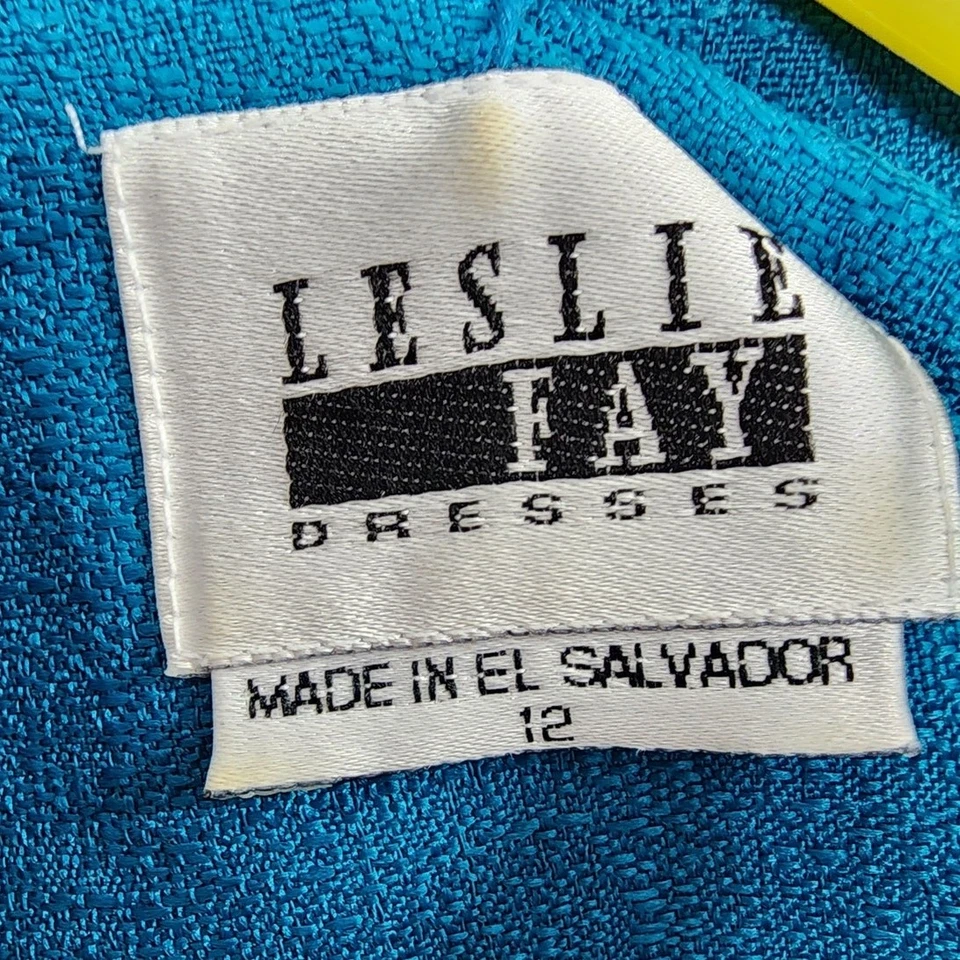 LESLIE
FAY
DRESSES
MADE IN EL SALVADOR
12